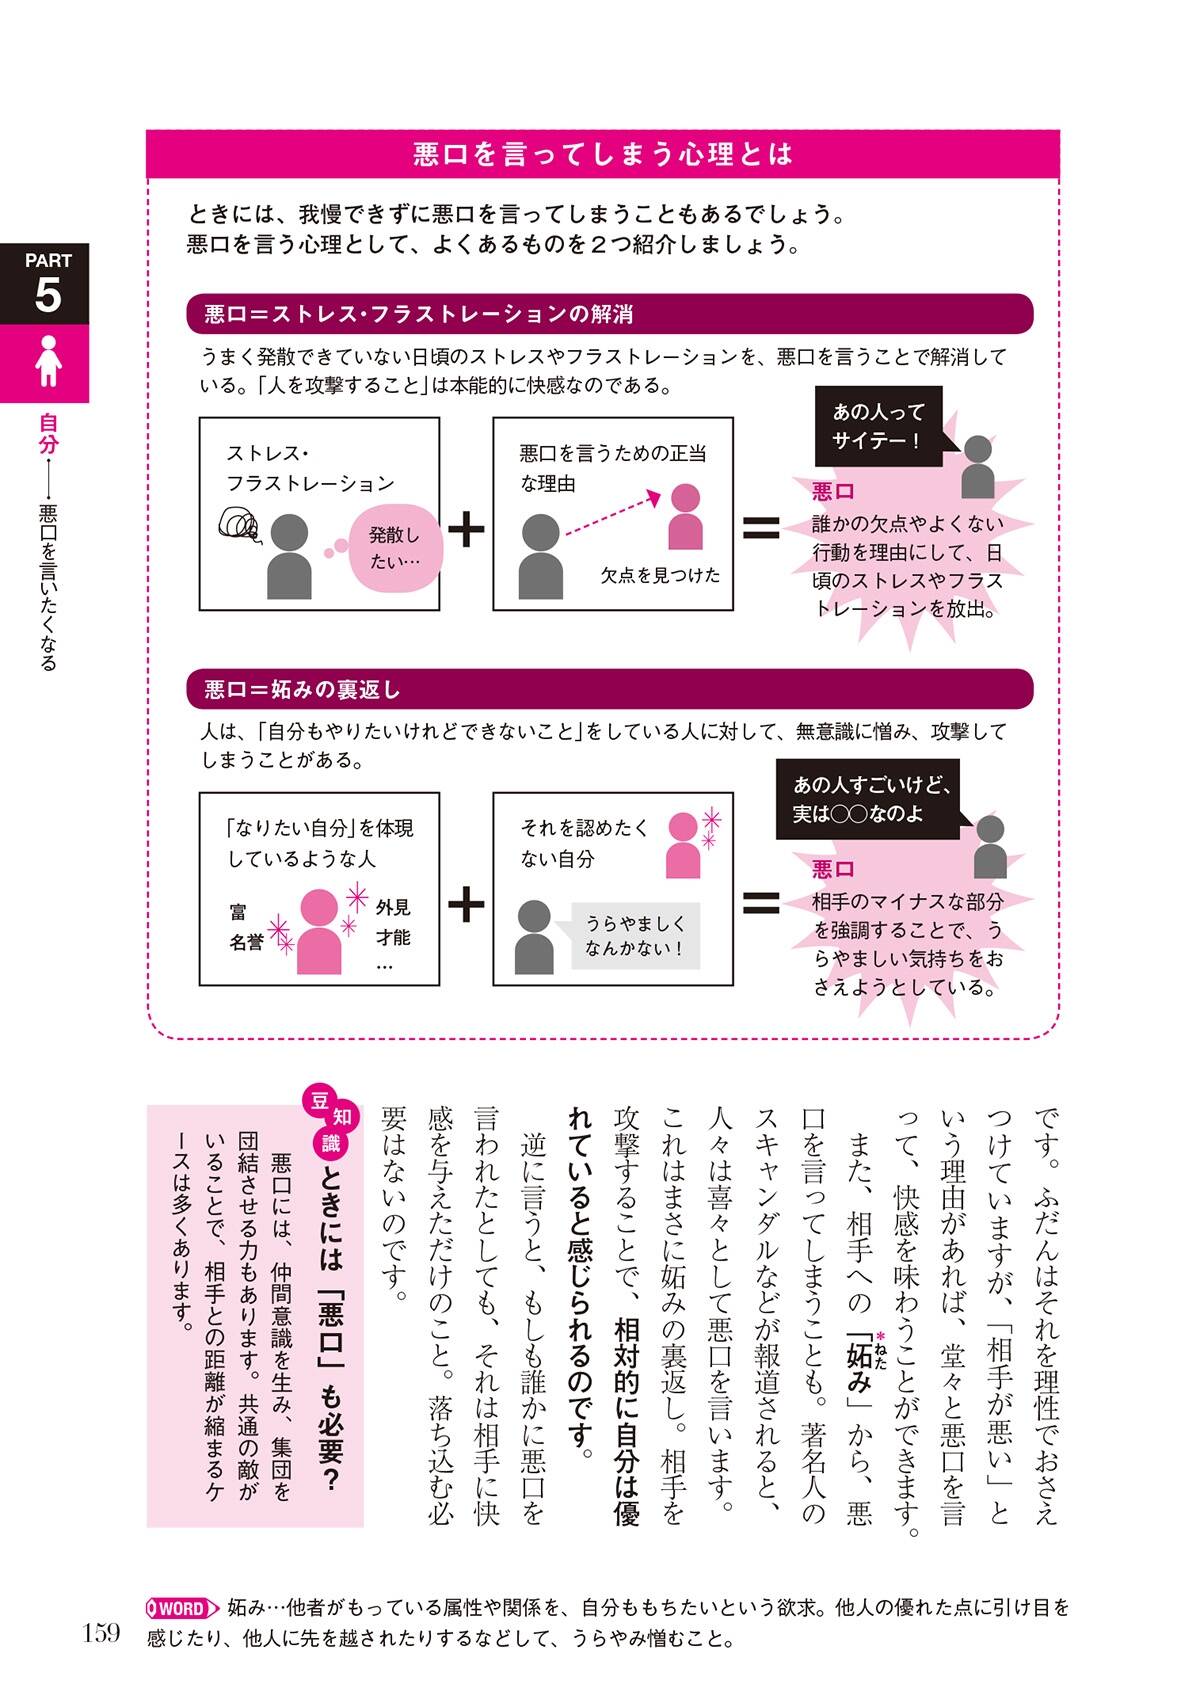 PART
5
自分――悪口を言いたくなる
悪口を言ってしまう心理とは
ときには、我慢できずに悪口を言ってしまうこともあるでしょう。
悪口を言う心理として、よくあるものを２つ紹介しましょう。
悪口＝ストレス・フラストレーションの解消
うまく発散できていない日頃のストレスやフラストレーションを、悪口を言うことで解消して
いる。「人を攻撃すること」は本能的に快感なのである。
ストレス・
フラストレーション
発散し
たい…
＋
悪口を言うための正当
な理由
欠点を見つけた
＝
あの人って
サイテー！
悪口
誰かの欠点やよくない
行動を理由にして、日
頃のストレスやフラス
トレーションを放出。
悪口＝妬みの裏返し
人は、「自分もやりたいけれどできないこと」をしている人に対して、無意識に憎み、攻撃して
しまうことがある。
「なりたい自分」を体現
しているような人
富
名誉
外見
才能
…
＋
それを認めたく
ない自分
うらやましく
なんかない！
＝
あの人すごいけど、
実は○○なのよ
悪口
相手のマイナスな部分
を強調することで、う
らやましい気持ちをお
さえようとしている。
です。ふだんはそれを理性でおさえ
つけていますが、「相手が悪い」と
いう理由があれば、堂々と悪口を言
って、快感を味わうことができます。
また、相手への「妬み」から、悪
＊ねた
口を言ってしまうことも。著名人の
スキャンダルなどが報道されると、
人々は喜々として悪口を言います。
これはまさに妬みの裏返し。相手を
攻撃することで、相対的に自分は優
れていると感じられるのです。
逆に言うと、もしも誰かに悪口を
言われたとしても、それは相手に快
感を与えただけのこと。落ち込む必
要はないのです。
豆知識
ときには「悪口」も必要？
悪口には、仲間意識を生み、集団を
団結させる力もあります。共通の敵が
いることで、相手との距離が縮まるケ
ースは多くあります。
WORD 妬み…他者がもっている属性や関係を、自分ももちたいという欲求。他人の優れた点に引け目を
感じたり、他人に先を越されたりするなどして、うらやみ憎むこと。
159